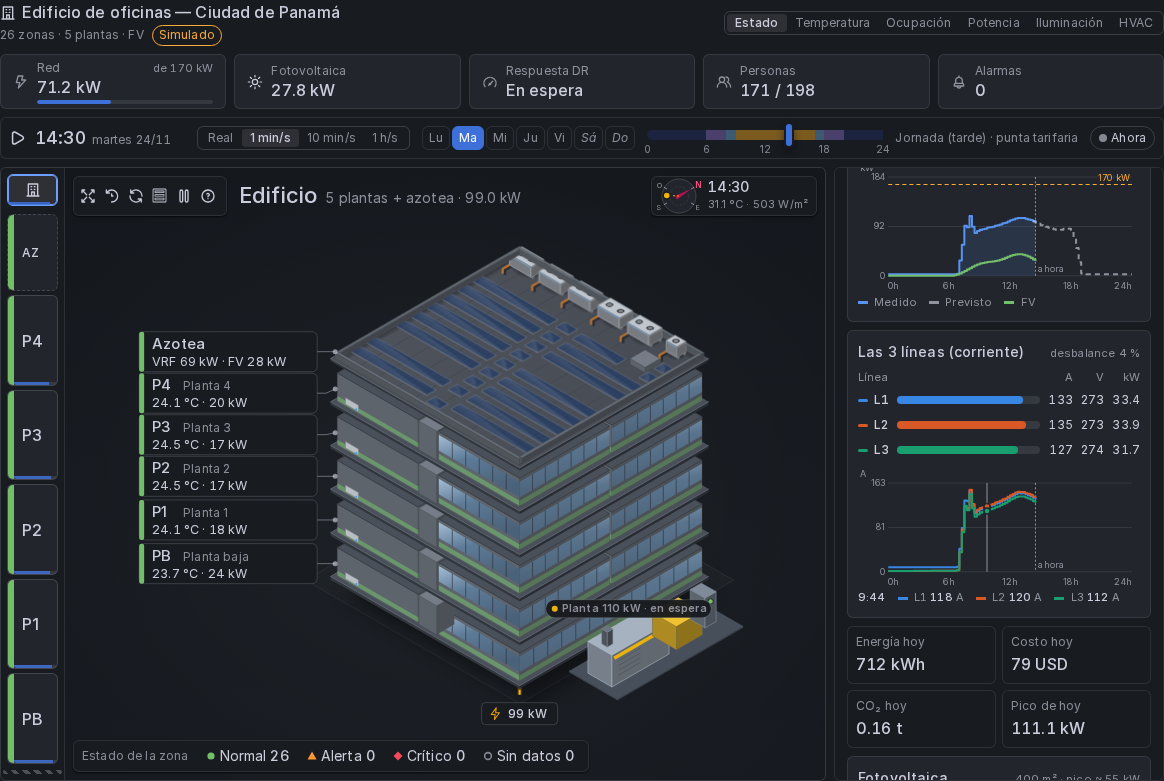 Edificio de oficinas — Ciudad de Panamá
26 zonas · 5 plantas · FV Simulado
Estado Temperatura Ocupación Potencia Iluminación HVAC
Red de 170 kW
71.2 kW
Fotovoltaica
27.8 kW
Respuesta DR
En espera
Personas
171 / 198
Alarmas
0
14:30 martes 24/11
Real 1 min/s 10 min/s 1 h/s
Lu Ma Mi Ju Vi Sá Do
0 6 12 18 24
Jornada (tarde) · punta tarifaria
Ahora
AZ
P4
P3
P2
P1
PB
Edificio 5 plantas + azotea · 99.0 kW
O N S E
14:30
31.1 °C · 503 W/m²
Azotea
VRF 69 kW · FV 28 kW
P4 Planta 4
24.1 °C · 20 kW
P3 Planta 3
24.5 °C · 17 kW
P2 Planta 2
24.5 °C · 17 kW
P1 Planta 1
24.1 °C · 18 kW
PB Planta baja
23.7 °C · 24 kW
Planta 110 kW · en espera
99 kW
Estado de la zona Normal 26 Alerta 0 Crítico 0 Sin datos 0
kW
184 170 kW
92
0
a ahora
0h 6h 12h 18h 24h
Medido Previsto FV
Las 3 líneas (corriente) desbalance 4 %
Línea A V kW
L1 133 273 33.4
L2 135 273 33.9
L3 127 274 31.7
A
163
81
0
a ahora
0h 6h 12h 18h 24h
9:44 L1 118 A L2 120 A L3 112 A
Energía hoy
712 kWh
Costo hoy
79 USD
CO₂ hoy
0.16 t
Pico de hoy
111.1 kW
Fotovoltaica 400 m² · pico ≈ 55 kW